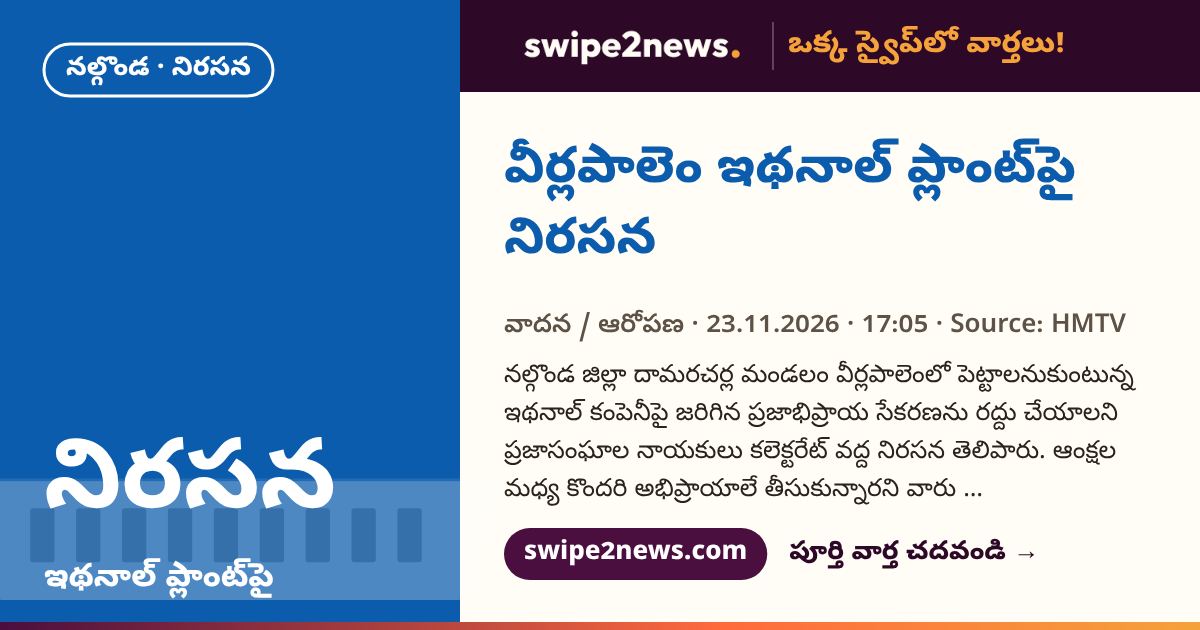 నల్గొండ · నిరసన
నిరసన
ఇథనాల్ ప్లాంట్‌పై
swipe2news.
ఒక్క స్వైప్‌లో వార్తలు!
వీర్లపాలెం ఇథనాల్ ప్లాంట్‌పై
నిరసన
వాదన / ఆరోపణ · 23.11.2026 · 17:05 · Source: HMTV
నల్గొండ జిల్లా దామరచర్ల మండలం వీర్లపాలెంలో పెట్టాలనుకుంటున్న
ఇథనాల్ కంపెనీపై జరిగిన ప్రజాభిప్రాయ సేకరణను రద్దు చేయాలని
ప్రజాసంఘాల నాయకులు కలెక్టరేట్ వద్ద నిరసన తెలిపారు. ఆంక్షల
మధ్య కొందరి అభిప్రాయాలే తీసుకున్నారని వారు ...
swipe2news.com
పూర్తి వార్త చదవండి →